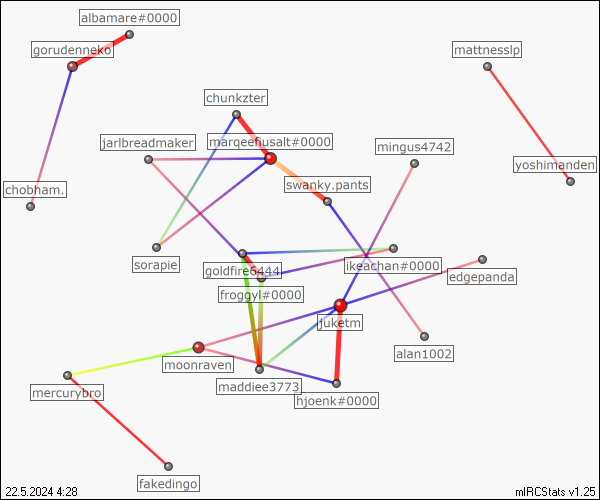 albamare#0000
gorudenneko
mattnesslp
chunkzter
jarlbreadmaker
marqeefiusalt#0000
mingus4742
yoshimanden
chobham.
swanky.pants
sorapie
goldfire6444
ikeachan#0000
edgepanda
froggyl#0000
juketm
alan1002
moonraven
maddiee3773
mercurybro
hjoenk#0000
fakedingo
22.5.2024 4:28
mIRCStats v1.25